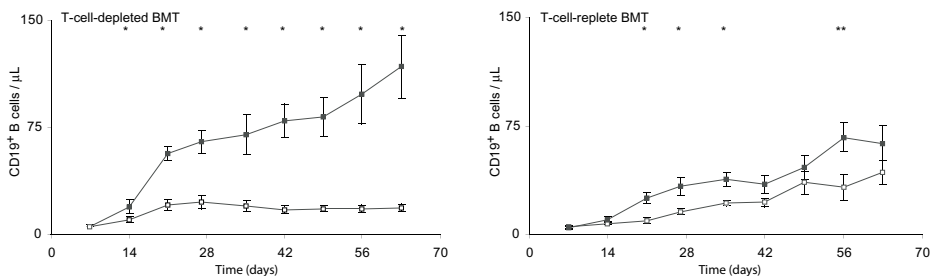 T-cell-depleted BMT
150
* * * * * * * *
75
0
CD19+ B cells / μL
0 14 28 42 56 70
Time (days)
T-cell-replete BMT
150
* * * **
75
0
CD19+ B cells / μL
0 14 28 42 56 70
Time (days)